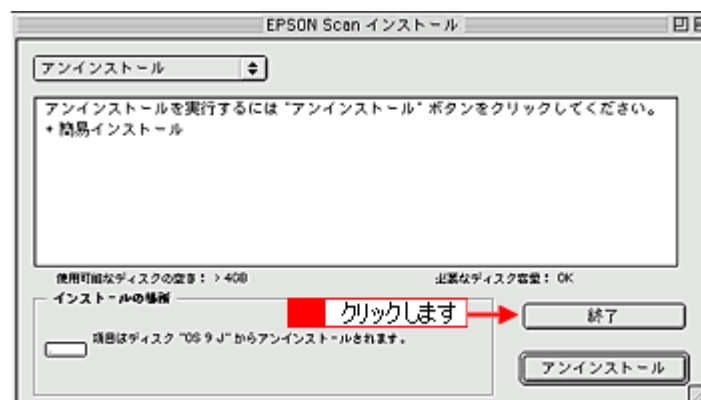 EPSON Scan インストール
アンインストール
アンインストールを実行するには "アンインストール" ボタンをクリックしてください。
• 簡易インストール
使用可能なディスクの空き： > 4GB
必要なディスク容量： OK
インストールの場所
項目はディスク "OS 9 J" からアンインストールされます。
クリックします
終了
アンインストール